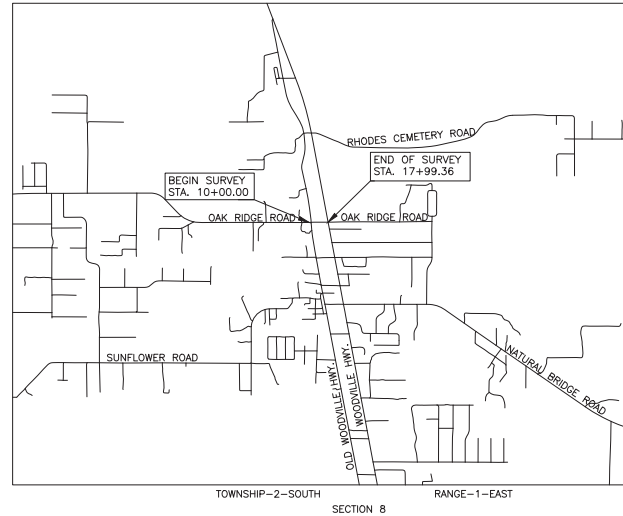 RHODES CEMETERY ROAD
END OF SURVEY
STA. 17+99.36
BEGIN SURVEY
STA. 10+00.00
OAK RIDGE ROAD
OAK RIDGE ROAD
SUNFLOWER ROAD
OLD WOODVILLE HWY.
WOODVILLE HWY.
NATURAL BRIDGE ROAD
TOWNSHIP-2-SOUTH
RANGE-1-EAST
SECTION 8